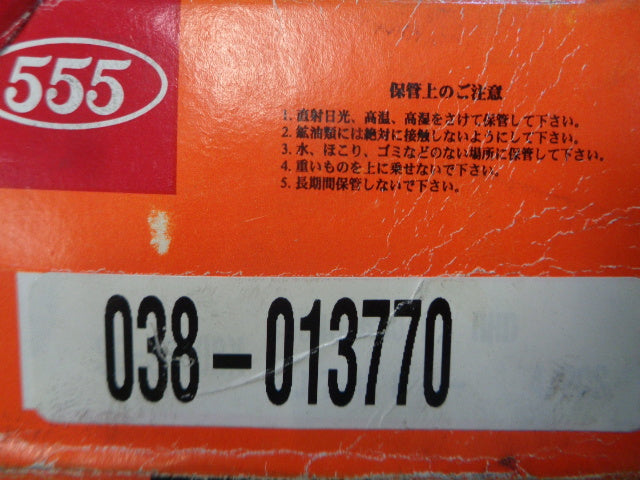 555
保管上のご注意
1. 直射日光、高温、高湿をさけて保管して下さい。
2. 鉱油類には絶対に接触しないようにして下さい。
3. 水、ほこり、ゴミなどのない場所に保管して下さい。
4. 重いものを上に乗せないで下さい。
5. 長期間保管しないで下さい。
038-013770